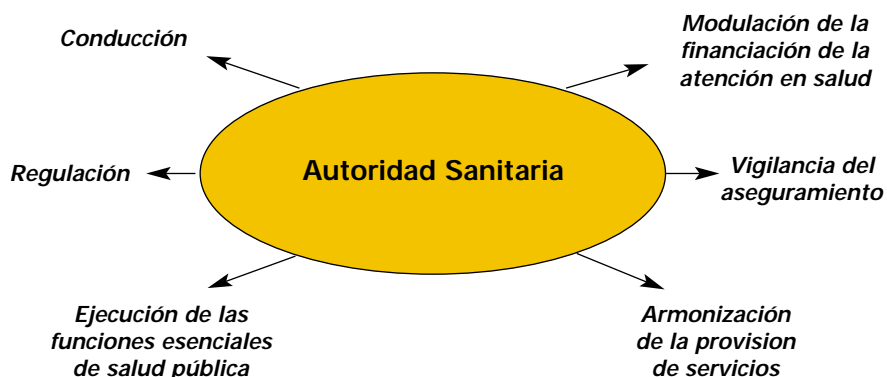 Conducción
Modulación de la
financiación de la
atención en salud
Regulación
Autoridad Sanitaria
Vigilancia del
aseguramiento
Ejecución de las
funciones esenciales
de salud pública
Armonización
de la provision
de servicios